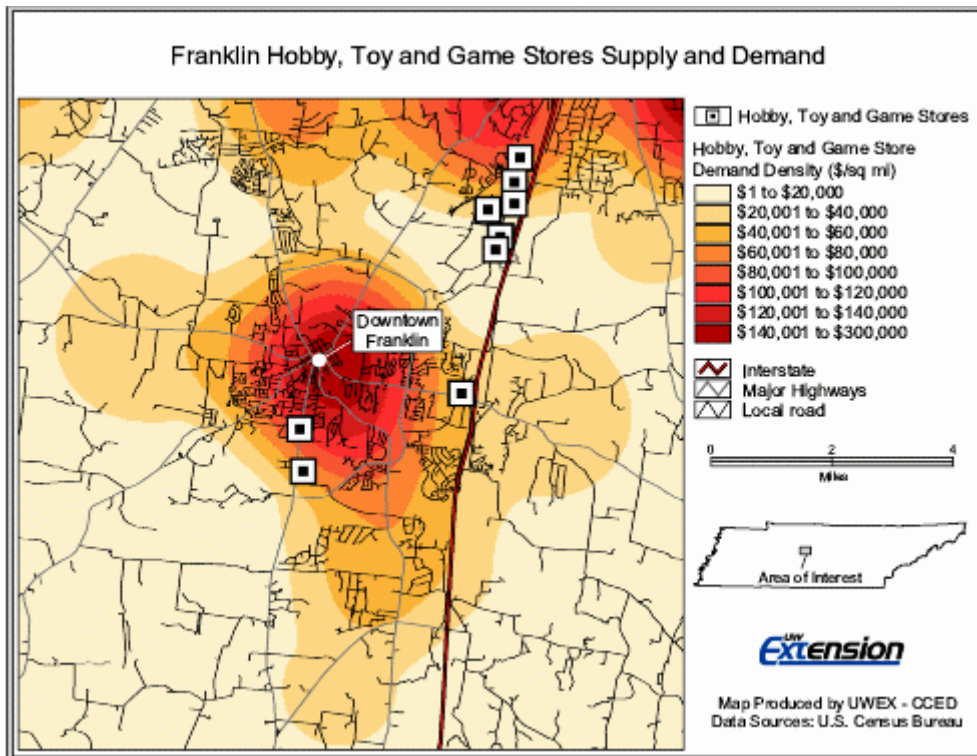 Franklin Hobby, Toy and Game Stores Supply and Demand
Downtown
Franklin
Hobby, Toy and Game Stores
Hobby, Toy and Game Store
Demand Density ($/sq mi)
$1 to $20,000
$20,001 to $40,000
$40,001 to $60,000
$60,001 to $80,000
$80,001 to $100,000
$100,001 to $120,000
$120,001 to $140,000
$140,001 to $300,000
Interstate
Major Highways
Local road
0 2 4
Miles
Area of Interest
UW
Extension
Map Produced by UWEX - CCED
Data Sources: U.S. Census Bureau